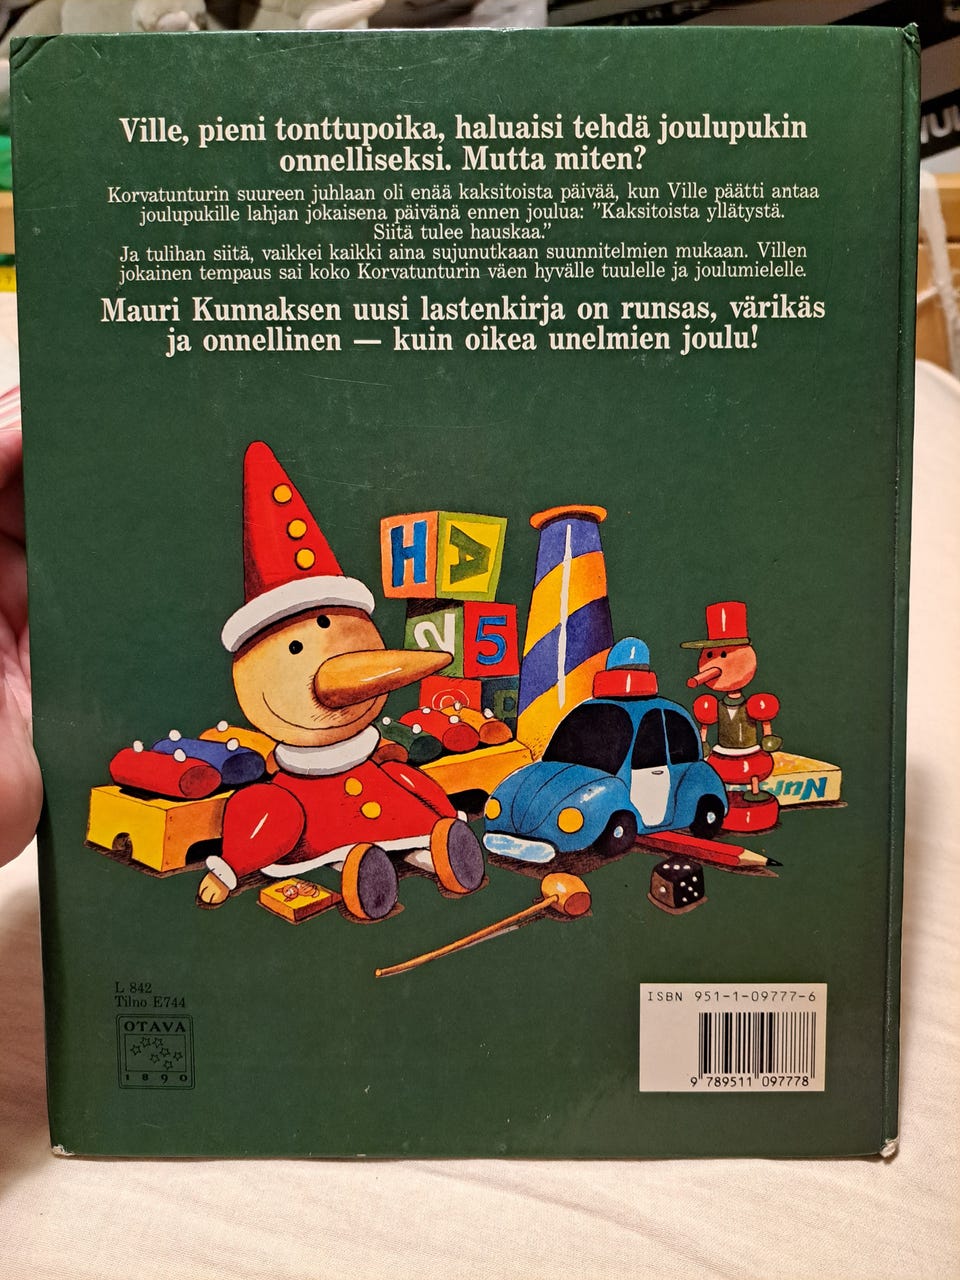 Ville, pieni tonttupoika, haluaisi tehdä joulupukin
onnelliseksi. Mutta miten?
Korvatunturin suureen juhlaan oli enää kaksitoista päivää, kun Ville päätti antaa
joulupukille lahjan jokaisena päivänä ennen joulua: ”Kaksitoista yllätystä.
Siitä tulee hauskaa.”
Ja tulihan siitä, vaikkei kaikki aina sujunutkaan suunnitelmien mukaan. Villen
jokainen tempaus sai koko Korvatunturin väen hyvälle tuulelle ja joulumielelle.
Mauri Kunnaksen uusi lastenkirja on runsas, värikäs
ja onnellinen — kuin oikea unelmien joulu!
H A
2 5
C
L 842
Tilno E744
OTAVA
1890
ISBN 951-1-09777-6
9 789511 097778